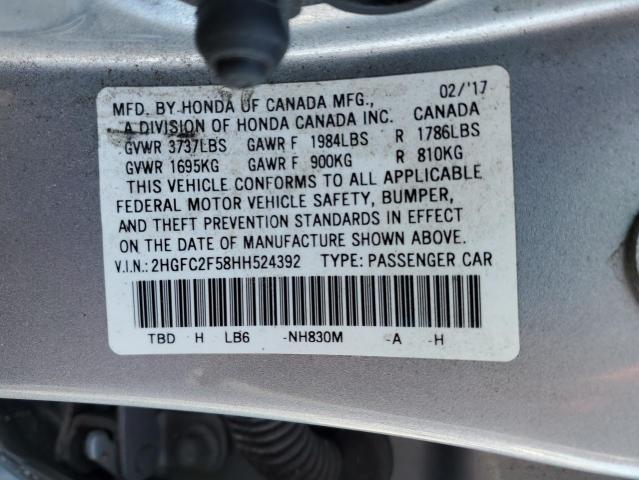 02/'17
MFD. BY HONDA OF CANADA MFG., CANADA
A DIVISION OF HONDA CANADA INC.
GVWR 3737LBS GAWR F 1984LBS R 1786LBS
GVWR 1695KG GAWR F 900KG R 810KG
THIS VEHICLE CONFORMS TO ALL APPLICABLE
FEDERAL MOTOR VEHICLE SAFETY, BUMPER,
AND THEFT PREVENTION STANDARDS IN EFFECT
ON THE DATE OF MANUFACTURE SHOWN ABOVE.
V.I.N.: 2HGFC2F58HH524392 TYPE: PASSENGER CAR
TBD H LB6 -NH830M -A -H